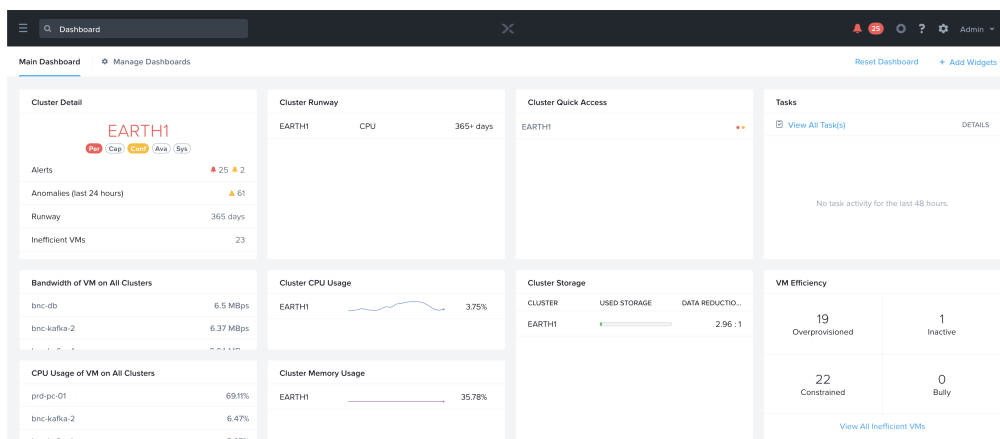 Dashboard
25
?
Admin
Main Dashboard
Manage Dashboards
Reset Dashboard
+ Add Widgets
Cluster Detail
EARTH1
Per Cap Conf Ava Sys
Alerts 25 2
Anomalies (last 24 hours) 61
Runway 365 days
Inefficient VMs 23
Cluster Runway
EARTH1 CPU 365+ days
Cluster Quick Access
EARTH1
Tasks
View All Task(s) DETAILS
No task activity for the last 48 hours.
Bandwidth of VM on All Clusters
bnc-db 6.5 MBps
bnc-kafka-2 6.37 MBps
Cluster CPU Usage
EARTH1 3.75%
Cluster Storage
CLUSTER USED STORAGE DATA REDUCTIO...
EARTH1 2.96 : 1
VM Efficiency
19
Overprovisioned
1
Inactive
22
Constrained
0
Bully
View All Inefficient VMs
CPU Usage of VM on All Clusters
prd-pc-01 69.11%
bnc-kafka-2 6.47%
Cluster Memory Usage
EARTH1 35.78%